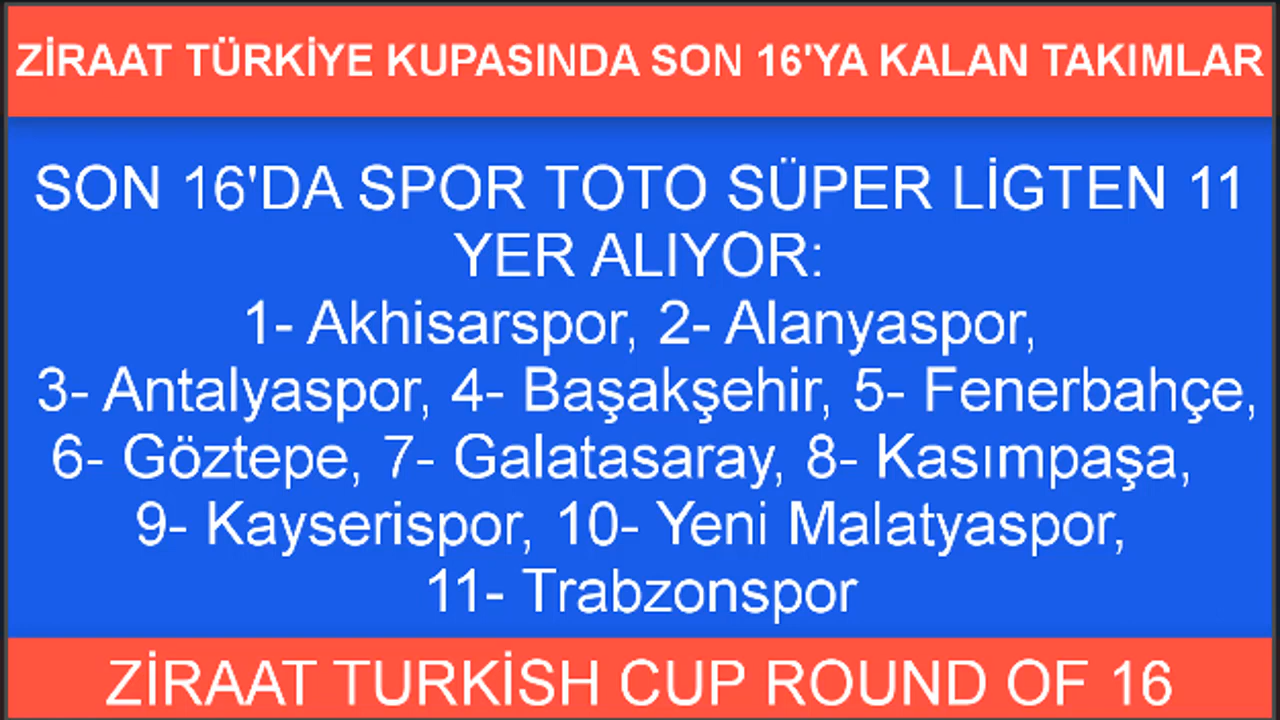 ZİRAAT TÜRKİYE KUPASINDA SON 16'YA KALAN TAKIMLAR
SON 16'DA SPOR TOTO SÜPER LİGTEN 11
YER ALIYOR:
1- Akhisarspor, 2- Alanyaspor,
3- Antalyaspor, 4- Başakşehir, 5- Fenerbahçe,
6- Göztepe, 7- Galatasaray, 8- Kasımpaşa,
9- Kayserispor, 10- Yeni Malatyaspor,
11- Trabzonspor
ZİRAAT TURKİSH CUP ROUND OF 16